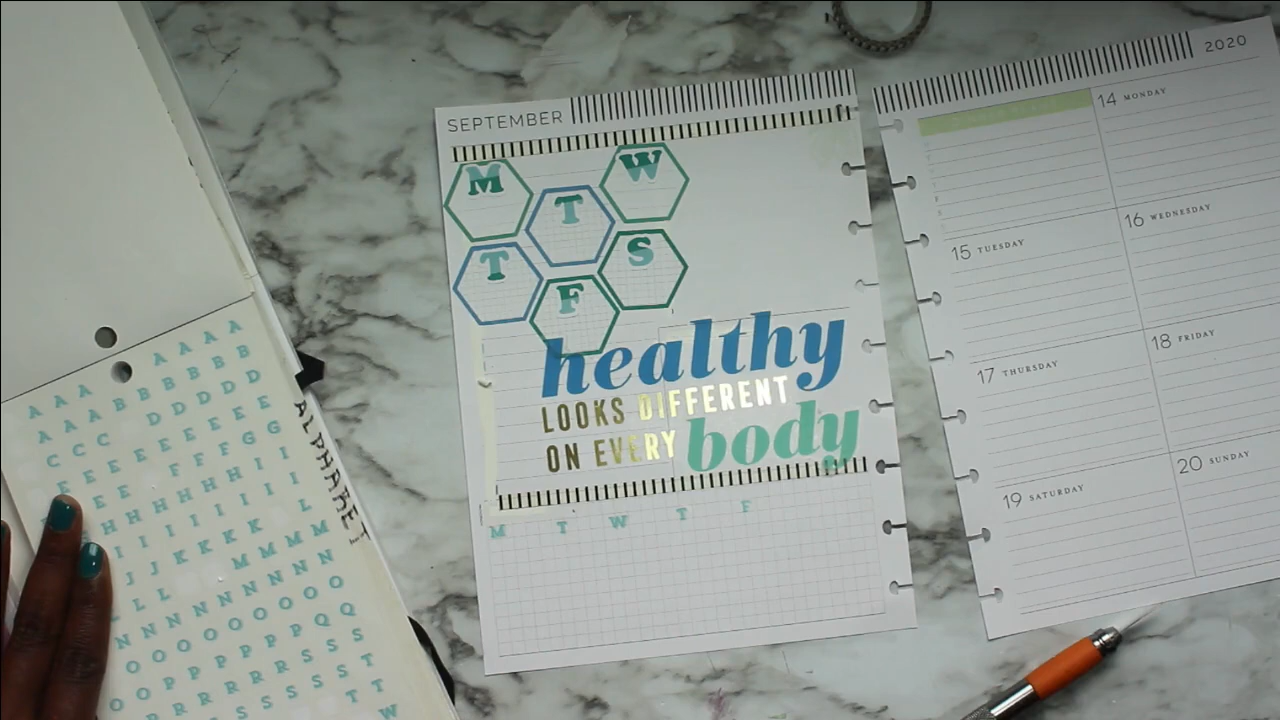 SEPTEMBER
M T W
T F S
healthy
LOOKS DIFFERENT
ON EVERY body
M T W T F
2020
14 MONDAY
15 TUESDAY
16 WEDNESDAY
17 THURSDAY
18 FRIDAY
19 SATURDAY
20 SUNDAY
ALPHABET
A A A A A A A
A A A B B B B B B
C C C D D D D D
E E E E E E E E E
E E F F F G G
H H H H H H I I
I I I I I I I I
J J K K K K L
L L M M M M
N N N N N N N N N
O O O O O O O O O
O O P P P P P P Q Q
P R R R R R S S S
S S S S S T
T T
W